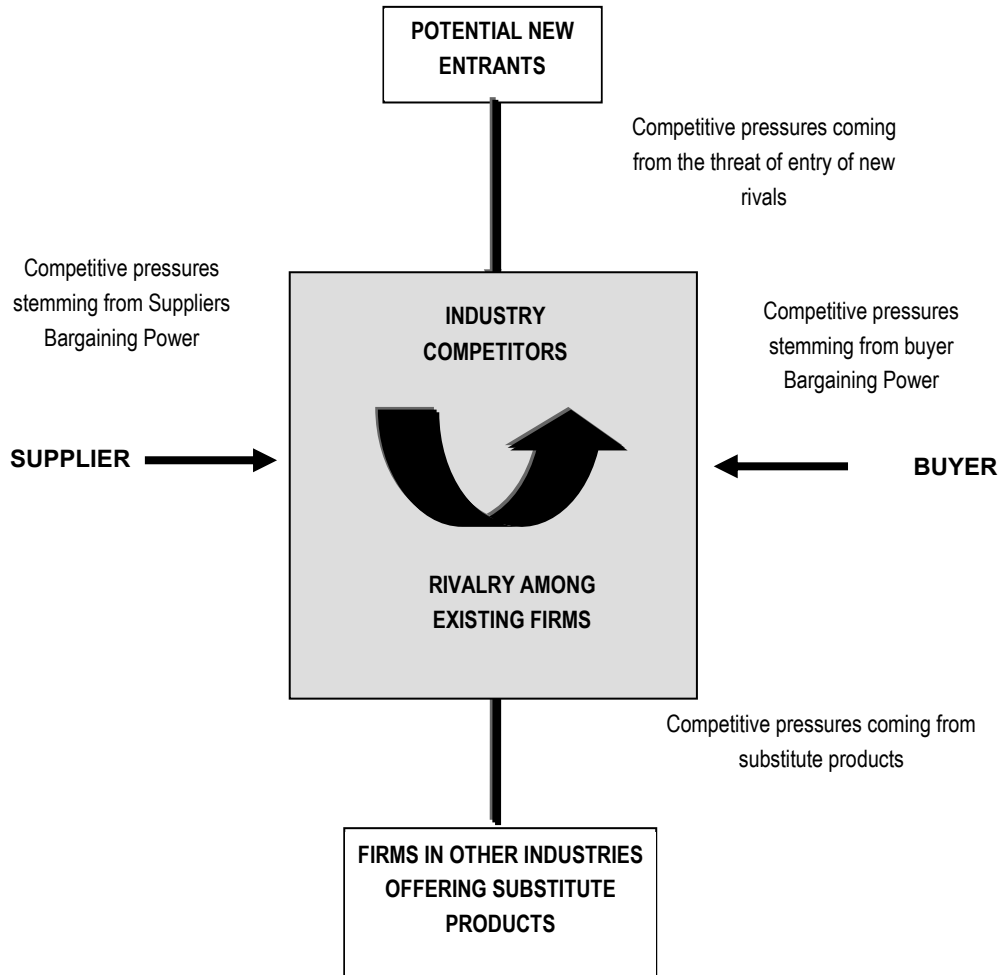 POTENTIAL NEW
ENTRANTS
Competitive pressures coming
from the threat of entry of new
rivals
Competitive pressures
stemming from Suppliers
Bargaining Power
INDUSTRY
COMPETITORS
Competitive pressures
stemming from buyer
Bargaining Power
SUPPLIER
BUYER
RIVALRY AMONG
EXISTING FIRMS
Competitive pressures coming from
substitute products
FIRMS IN OTHER INDUSTRIES
OFFERING SUBSTITUTE
PRODUCTS